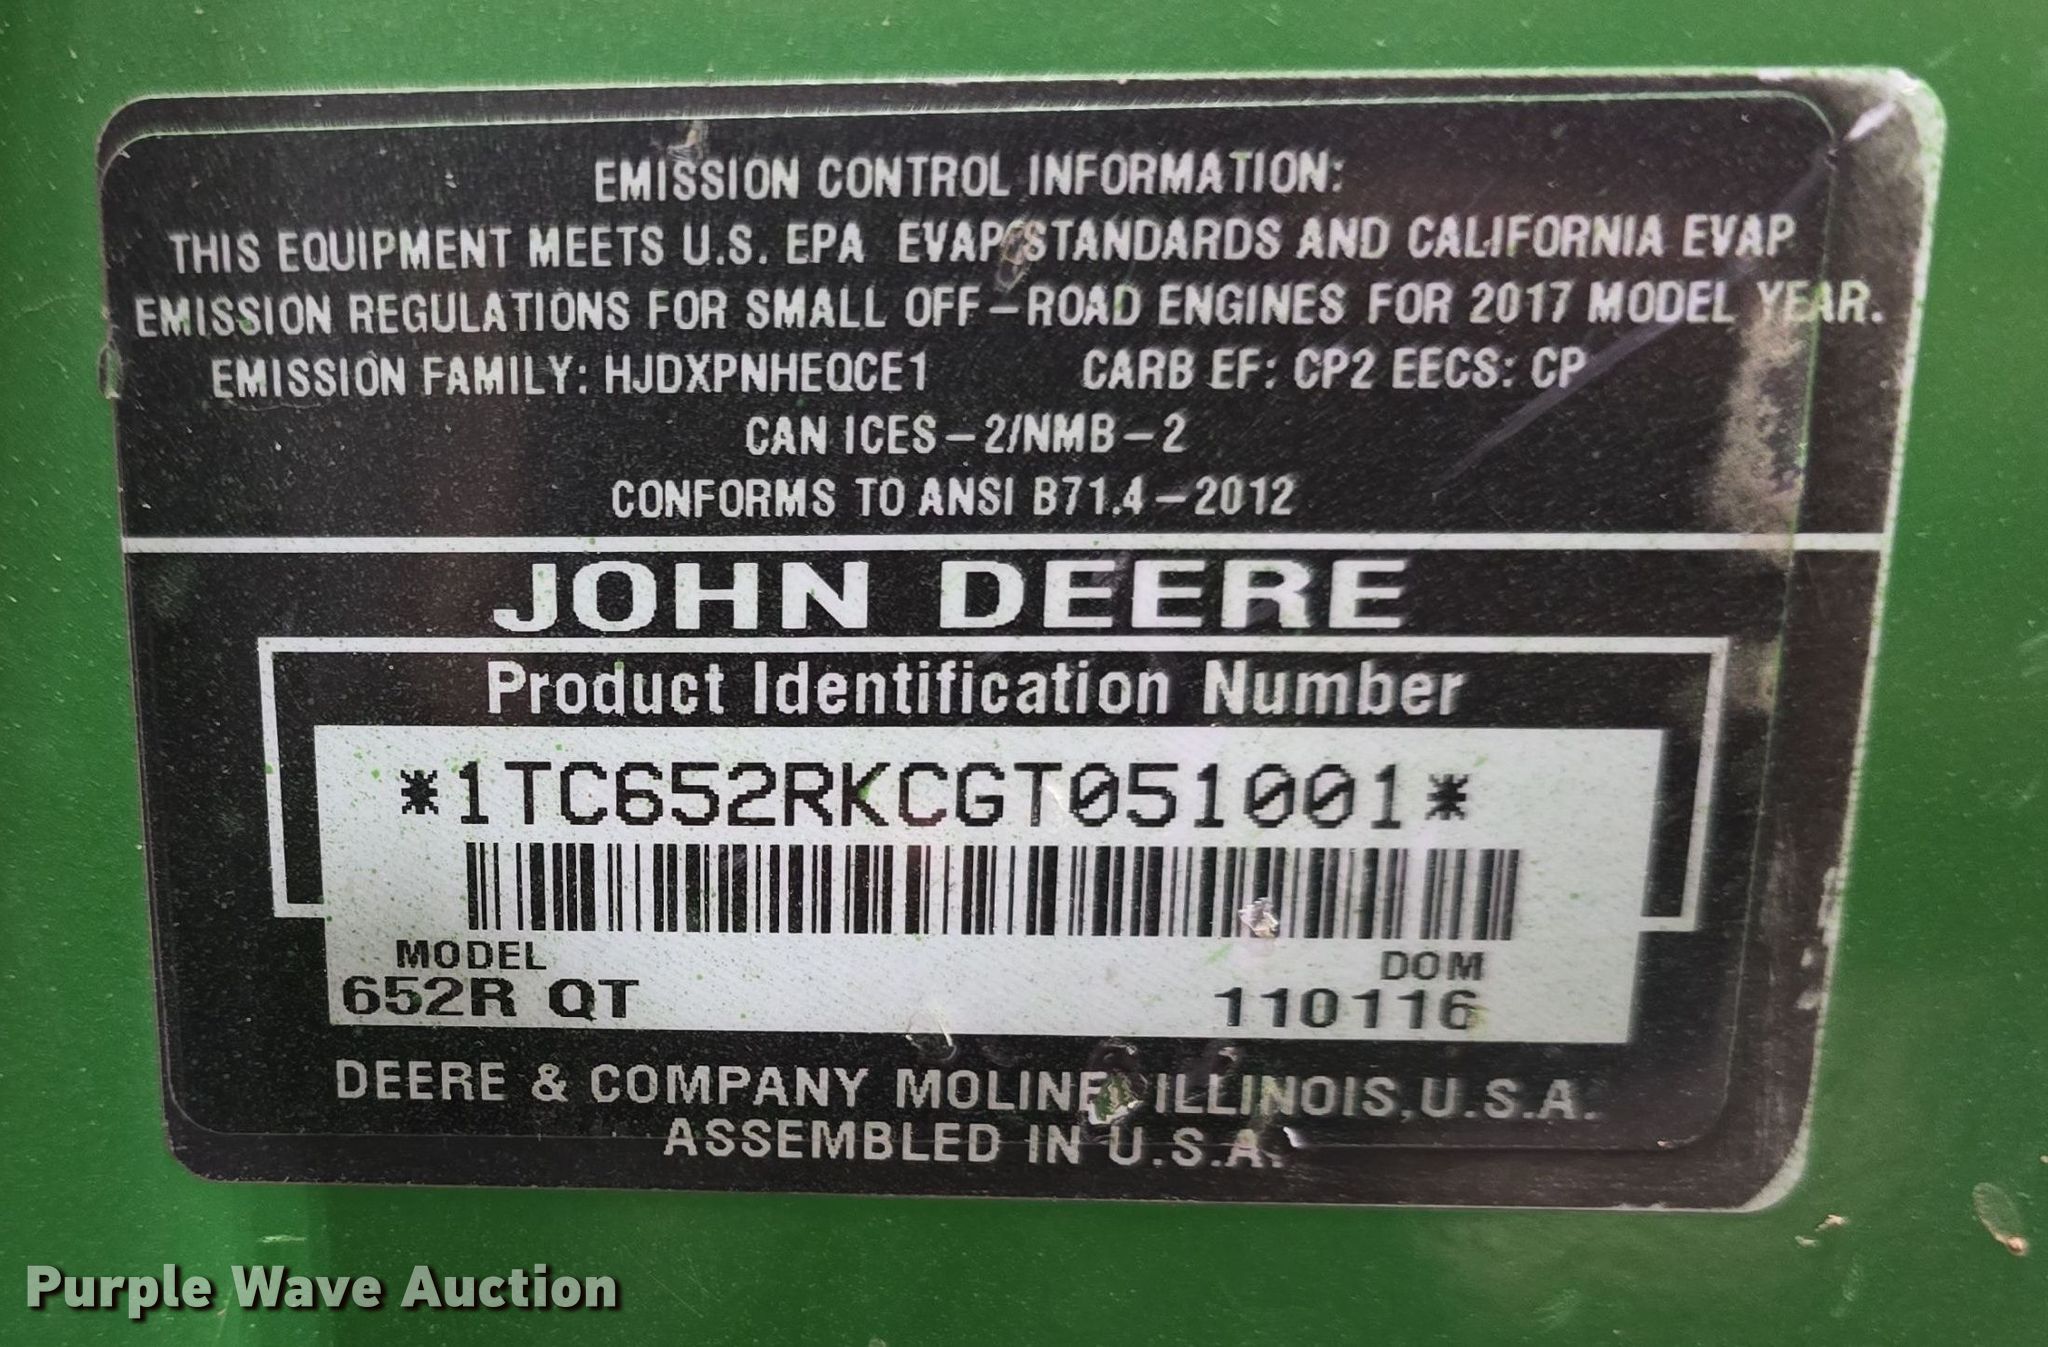 EMISSION CONTROL INFORMATION:
THIS EQUIPMENT MEETS U.S. EPA EVAP STANDARDS AND CALIFORNIA EVAP
EMISSION REGULATIONS FOR SMALL OFF-ROAD ENGINES FOR 2017 MODEL YEAR.
EMISSION FAMILY: HJDXPNHEQCE1 CARB EF: CP2 EECS: CP
CAN ICES-2/NMB-2
CONFORMS TO ANSI B71.4-2012
JOHN DEERE
Product Identification Number
*1TC652RKCGT051001*
MODEL DOM
652R QT 110116
DEERE & COMPANY MOLINE, ILLINOIS, U.S.A.
ASSEMBLED IN U.S.A.
Purple Wave Auction